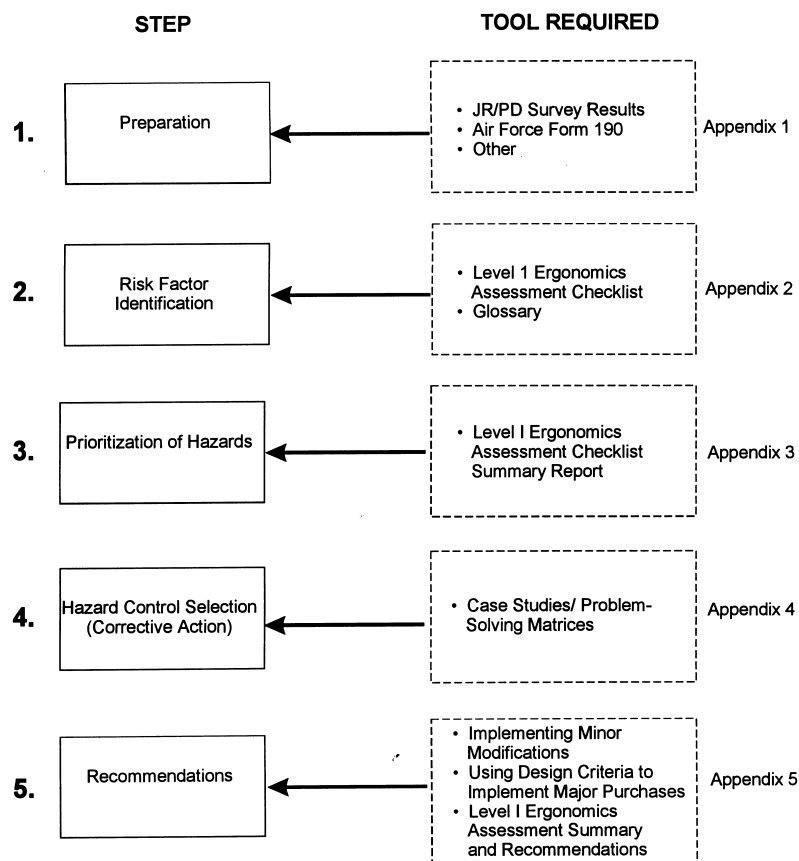 STEP
TOOL REQUIRED
1.
Preparation
• JR/PD Survey Results
• Air Force Form 190
• Other
Appendix 1
2.
Risk Factor
Identification
• Level 1 Ergonomics
Assessment Checklist
• Glossary
Appendix 2
3.
Prioritization of Hazards
• Level I Ergonomics
Assessment Checklist
Summary Report
Appendix 3
4.
Hazard Control Selection
(Corrective Action)
• Case Studies/ Problem-
Solving Matrices
Appendix 4
5.
Recommendations
• Implementing Minor
Modifications
• Using Design Criteria to
Implement Major Purchases
• Level I Ergonomics
Assessment Summary
and Recommendations
Appendix 5